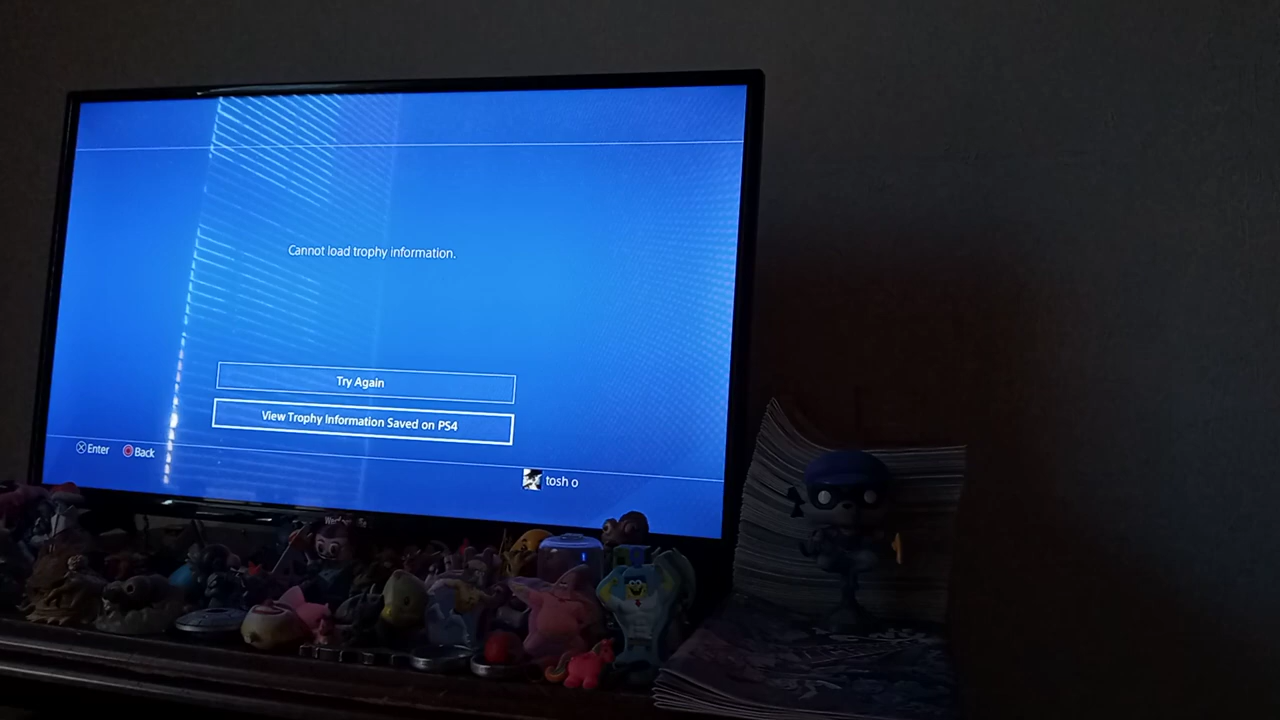 Cannot load trophy information.
Try Again
View Trophy Information Saved on PS4
Enter
Back
tosh o